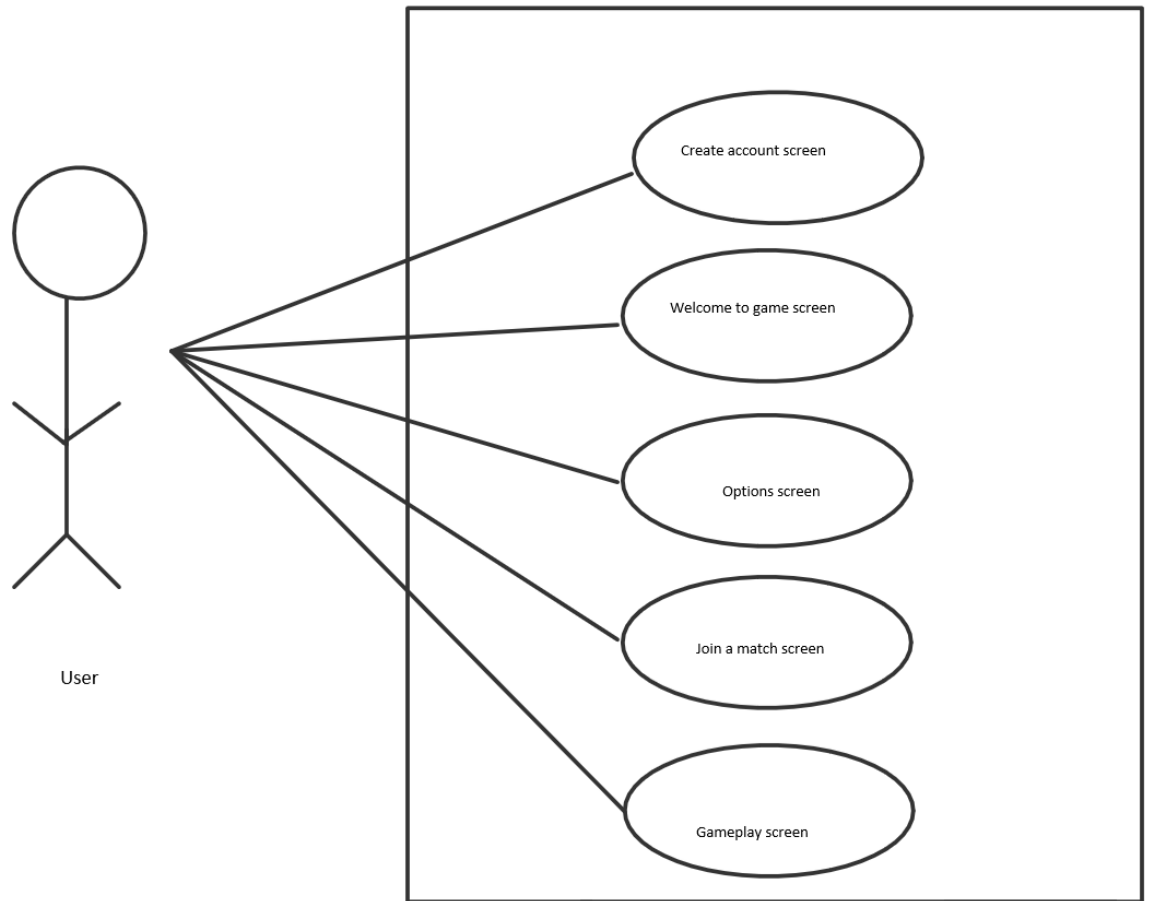 Create account screen
Welcome to game screen
Options screen
Join a match screen
User
Gameplay screen